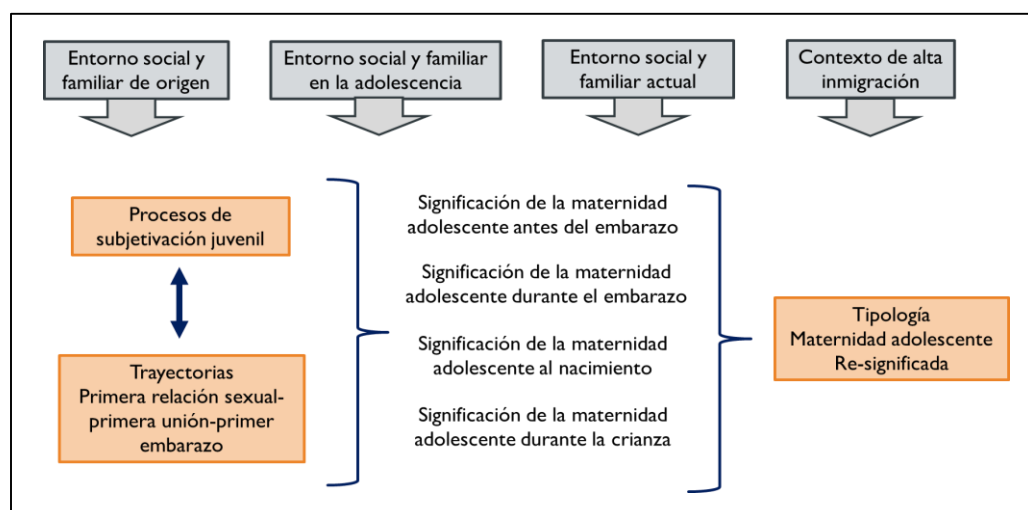 Entorno social y
familiar de origen
Entorno social y familiar
en la adolescencia
Entorno social y
familiar actual
Contexto de alta
inmigración
Procesos de
subjetivación juvenil
Trayectorias
Primera relación sexual-
primera unión-primer
embarazo
Significación de la maternidad
adolescente antes del embarazo
Significación de la maternidad
adolescente durante el embarazo
Significación de la maternidad
adolescente al nacimiento
Significación de la maternidad
adolescente durante la crianza
Tipología
Maternidad adolescente
Re-significada